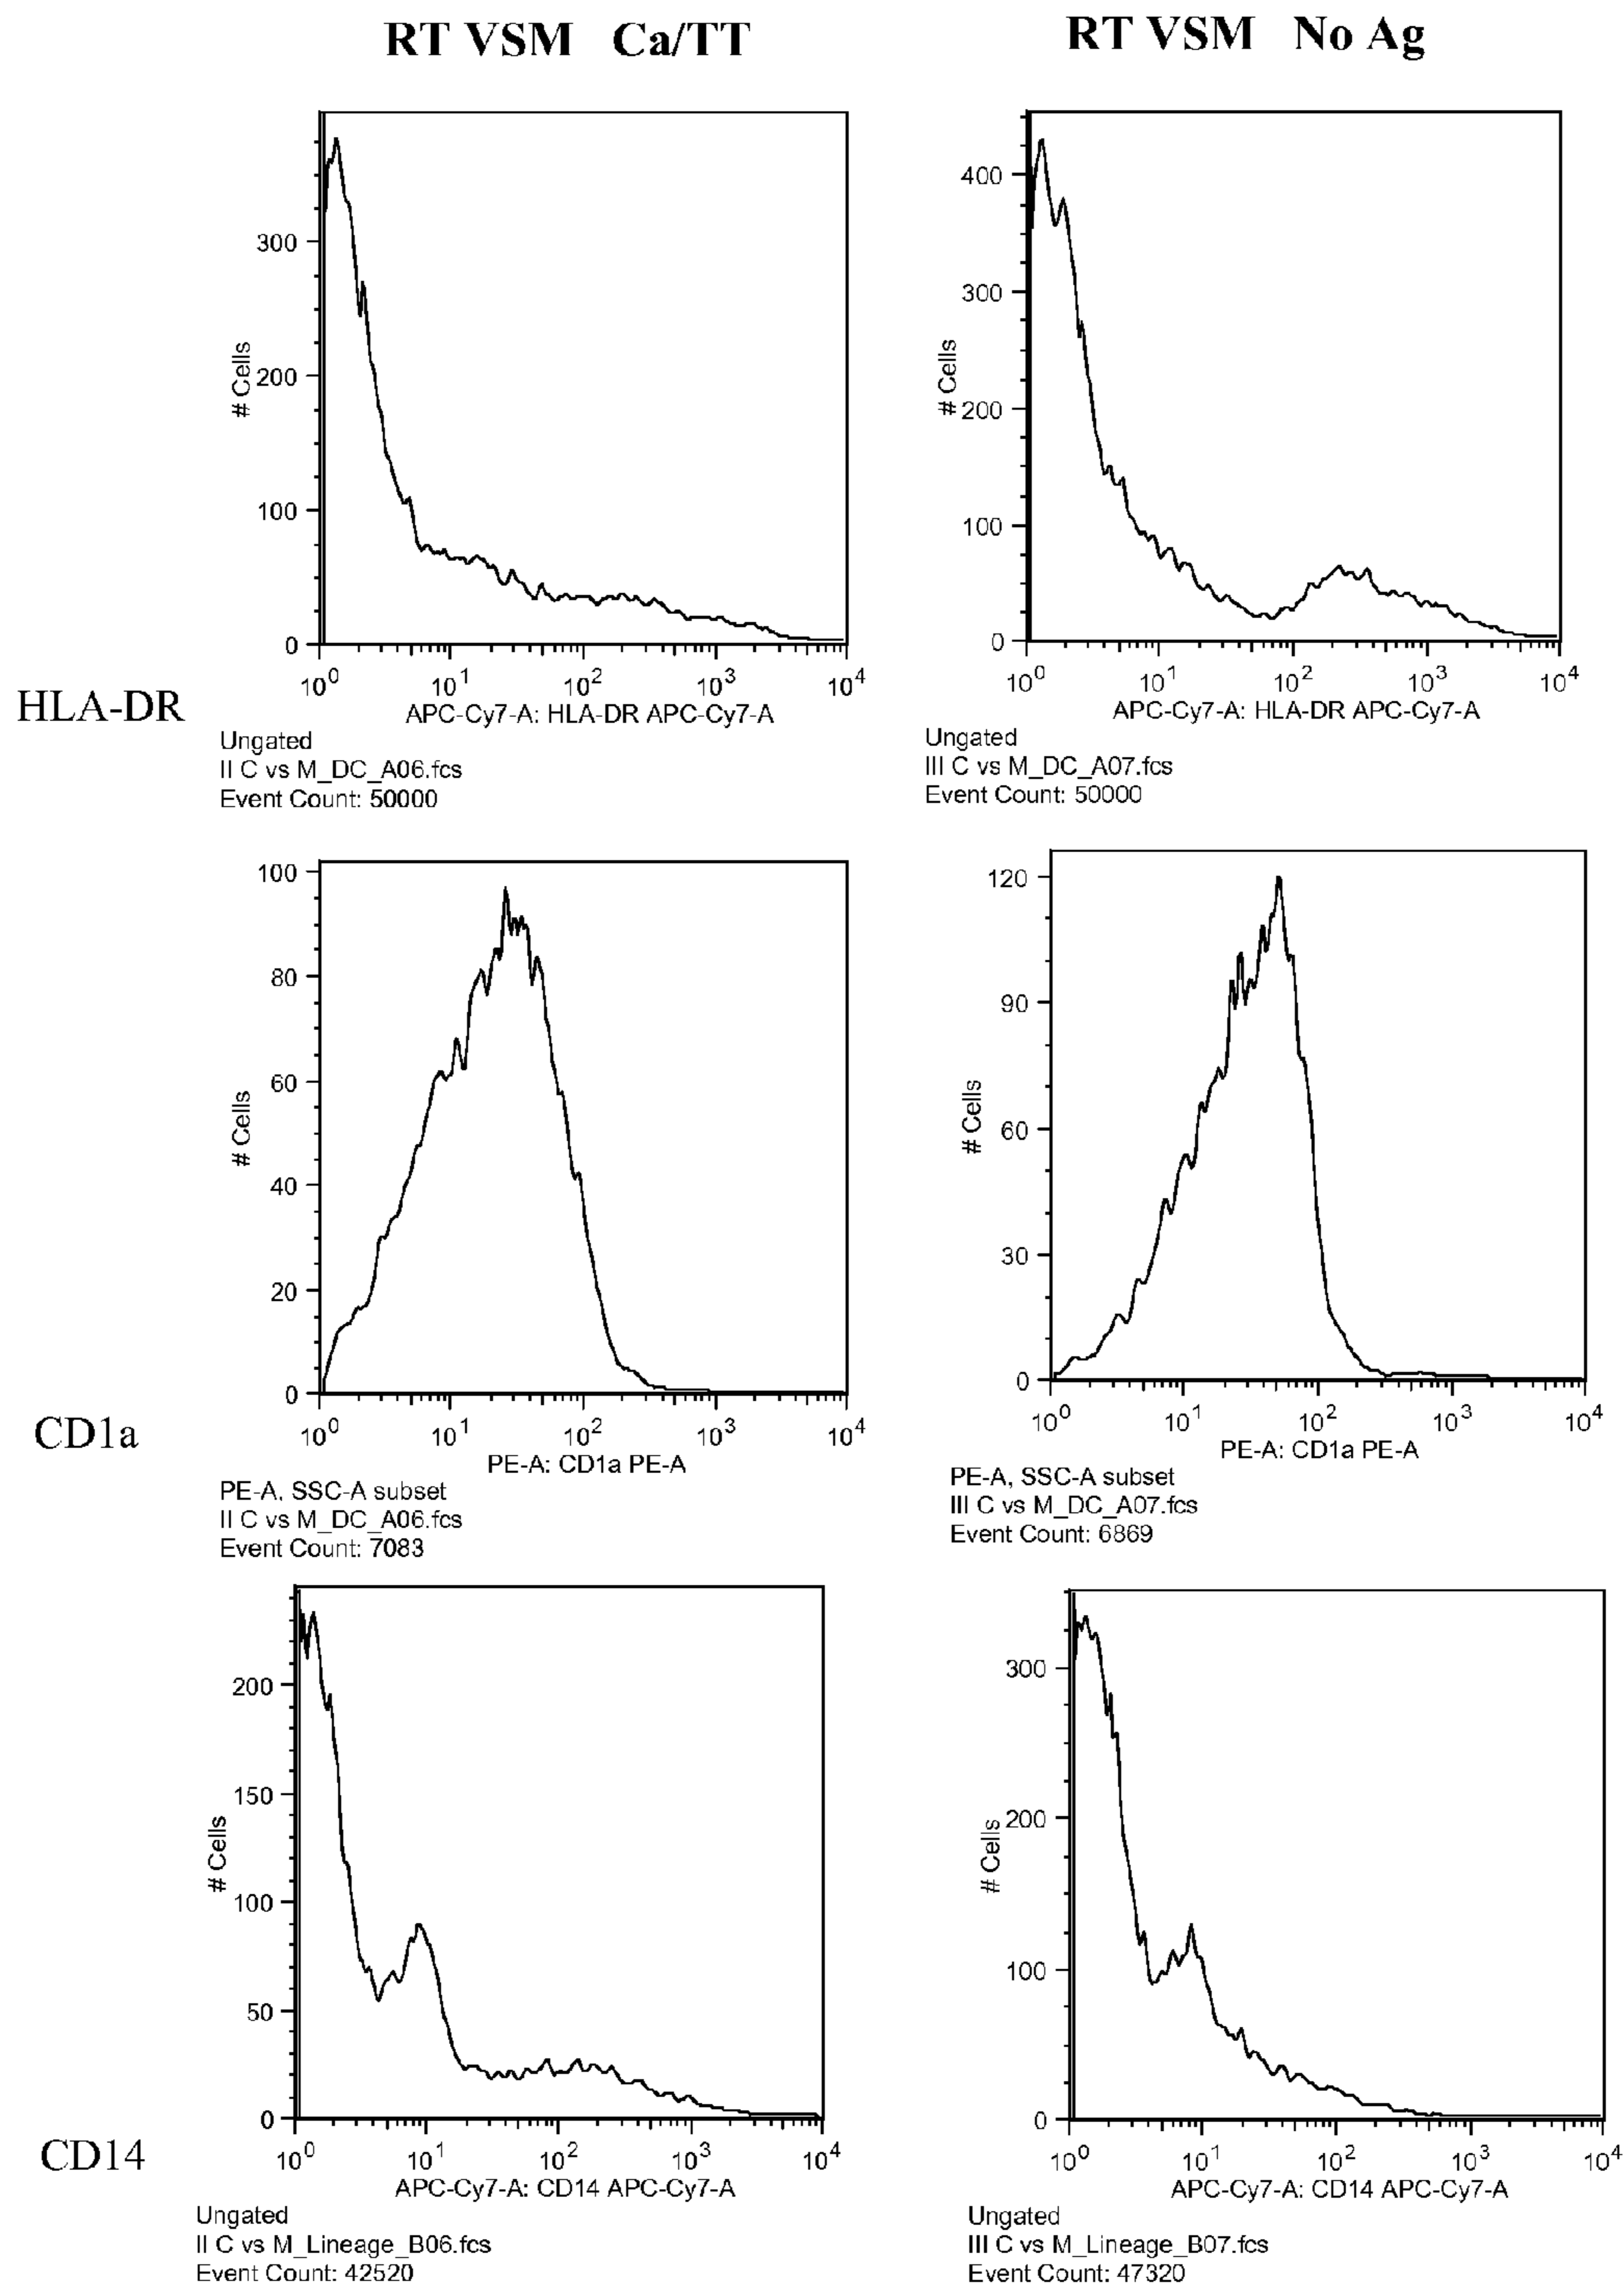 RT VSM Ca/TT
RT VSM No Ag
# Cells
300
200
100
0
10^0 10^1 10^2 10^3 10^4
APC-Cy7-A: HLA-DR APC-Cy7-A
HLA-DR
Ungated
II C vs M_DC_A06.fcs
Event Count: 50000
# Cells
400
300
200
100
0
10^0 10^1 10^2 10^3 10^4
APC-Cy7-A: HLA-DR APC-Cy7-A
Ungated
III C vs M_DC_A07.fcs
Event Count: 50000
# Cells
100
80
60
40
20
0
10^0 10^1 10^2 10^3 10^4
CD1a
PE-A: CD1a PE-A
PE-A, SSC-A subset
II C vs M_DC_A06.fcs
Event Count: 7083
# Cells
120
90
60
30
0
10^0 10^1 10^2 10^3 10^4
PE-A: CD1a PE-A
PE-A, SSC-A subset
III C vs M_DC_A07.fcs
Event Count: 6869
# Cells
200
150
100
50
0
10^0 10^1 10^2 10^3 10^4
CD14
APC-Cy7-A: CD14 APC-Cy7-A
Ungated
II C vs M_Lineage_B06.fcs
Event Count: 42520
# Cells
300
200
100
0
10^0 10^1 10^2 10^3 10^4
APC-Cy7-A: CD14 APC-Cy7-A
Ungated
III C vs M_Lineage_B07.fcs
Event Count: 47320